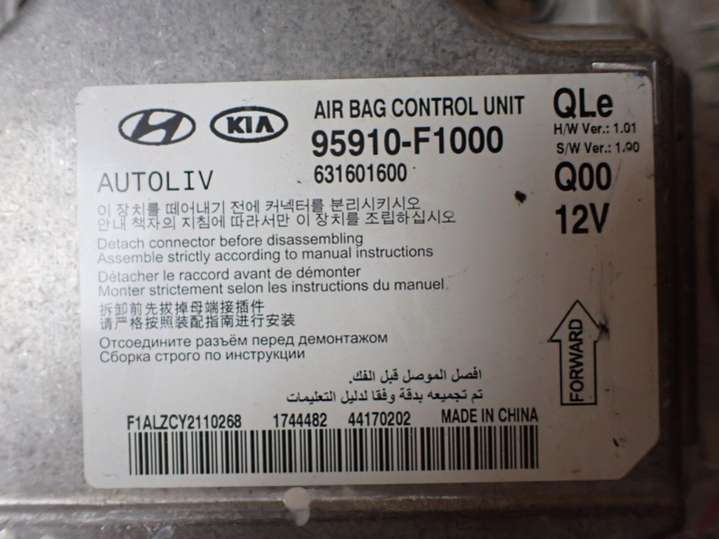 KIA
AIR BAG CONTROL UNIT
QLe
95910-F1000
H/W Ver.: 1.01
S/W Ver.: 1.90
AUTOLIV
631601600
Q00
이 장치를 떼어내기 전에 커넥터를 분리시키시오
안내 책자의 지침에 따라서만 이 장치를 조립하십시오
12V
Detach connector before disassembling
Assemble strictly according to manual instructions
Détacher le raccord avant de démonter
Monter strictement selon les instructions du manuel
拆卸前先拔掉母端接插件
请严格按照装配指南进行安装
Отсоедините разъём перед демонтажом
Сборка строго по инструкции
FORWARD
افصل الموصل قبل الفك.
تم تجميعه بدقة وفقا لدليل التعليمات
F1ALZCY2110268 1744482 44170202 MADE IN CHINA